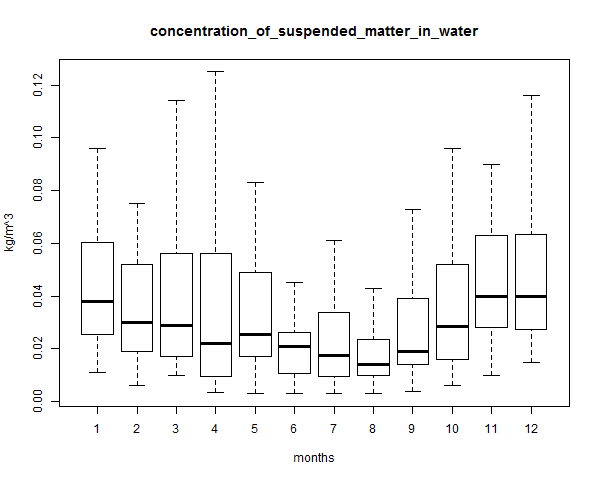 concentration_of_suspended_matter_in_water
kg/m^3
0.12
0.10
0.08
0.06
0.04
0.02
0.00
1 2 3 4 5 6 7 8 9 10 11 12
months